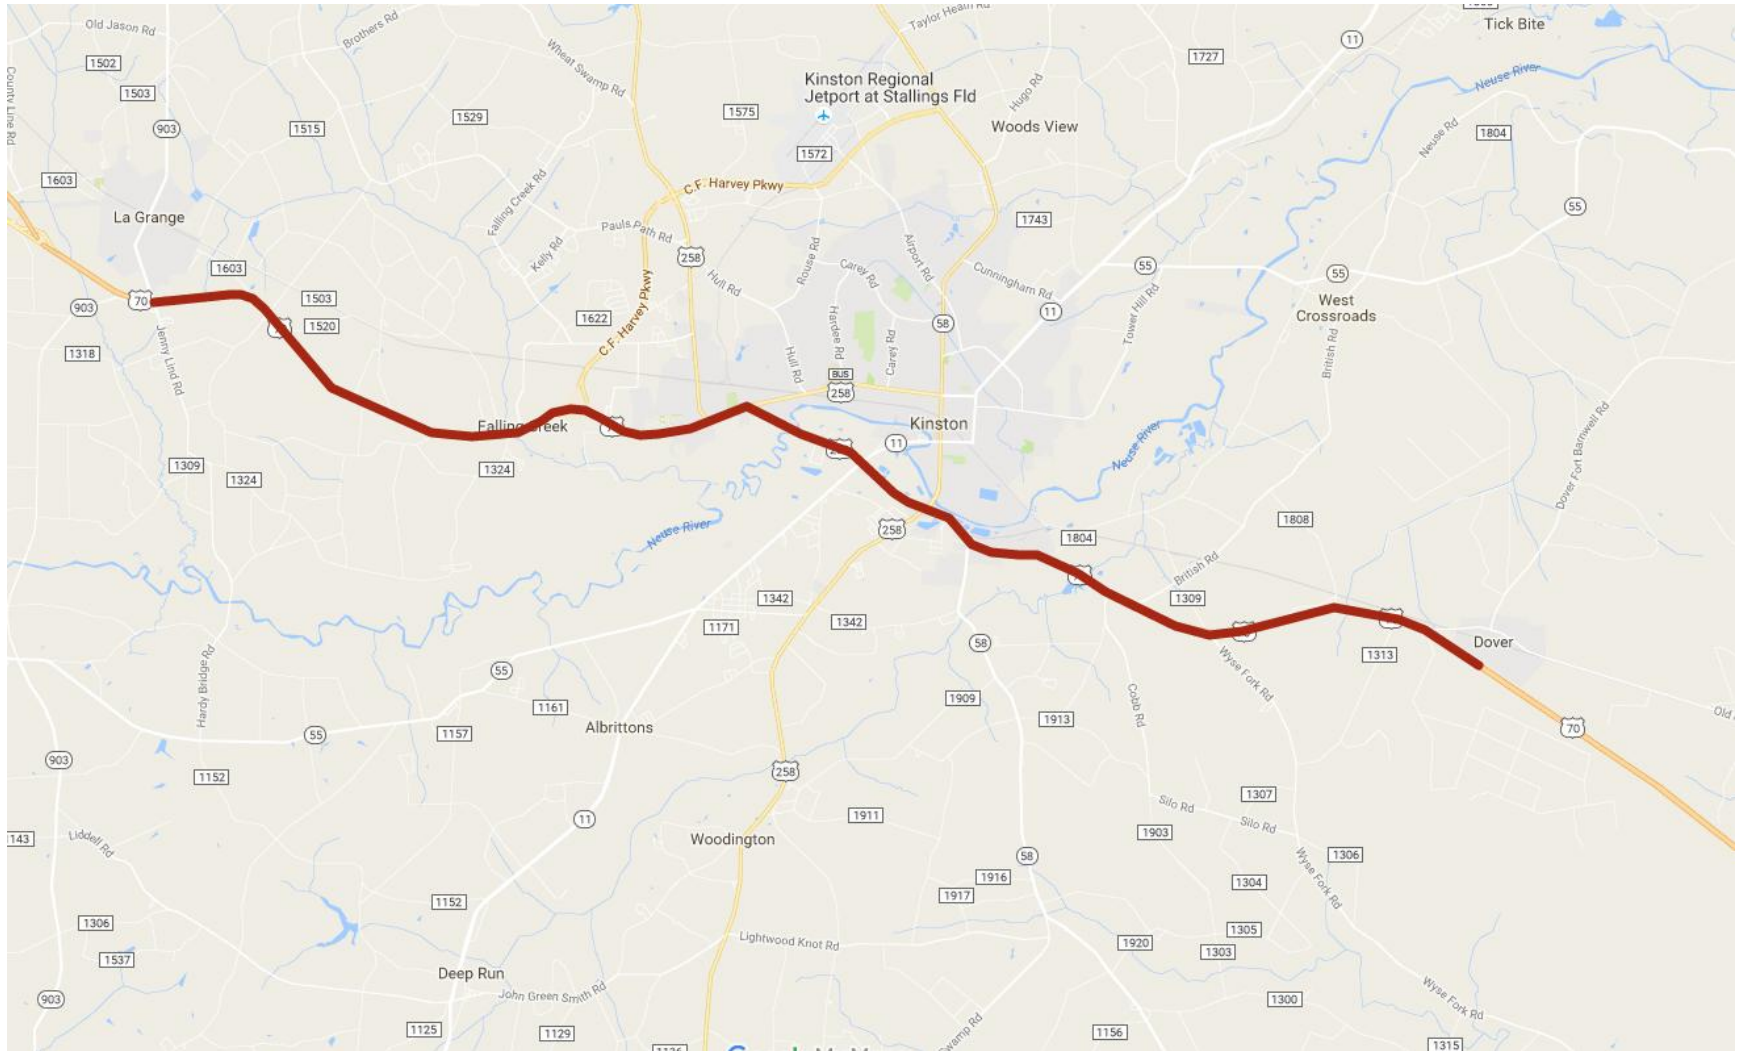 Old Jason Rd
Brothers Rd
Taylor Heath Rd
Tick Bite
11
1502
Wheat Swamp Rd
1727
County Line Rd
1503
Kinston Regional
Jetport at Stallings Fld
Hugo Rd
Neuse River
903
1515
1529
1575
Woods View
1804
Neuse Rd
1572
1603
C.F. Harvey Pkwy
Falling Creek Rd
La Grange
Pauls Path Rd
1743
55
Kelly Rd
258
Rouse Rd
Airport Rd
1603
Carey Rd
Cunningham Rd
55
55
Hull Rd
903
70
1503
C.F. Harvey Pkwy
1622
Hardee Rd
58
11
Tower Hill Rd
West
Crossroads
1520
1318
Jenny Lind Rd
Hull Rd
Carey Rd
British Rd
BUS
258
Falling Creek
Kinston
11
Neuse River
Dover Fort Barnwell Rd
1309
1324
1324
Neuse River
258
1804
1808
British Rd
1342
1309
1171
1342
58
Dover
1313
Hardy Bridge Rd
55
Wyse Fork Rd
1909
Cobb Rd
1161
1913
Albrittons
55
1157
70
Old
903
1152
258
1307
11
1911
Silo Rd
Silo Rd
143
Liddell Rd
Woodington
1903
58
1306
Wyse Fork Rd
1916
1304
1152
1917
1306
1305
Lightwood Knot Rd
1920
1303
1537
Deep Run
903
John Green Smith Rd
1300
Wyse Fork Rd
1125
1129
Swamp Rd
1156
1315